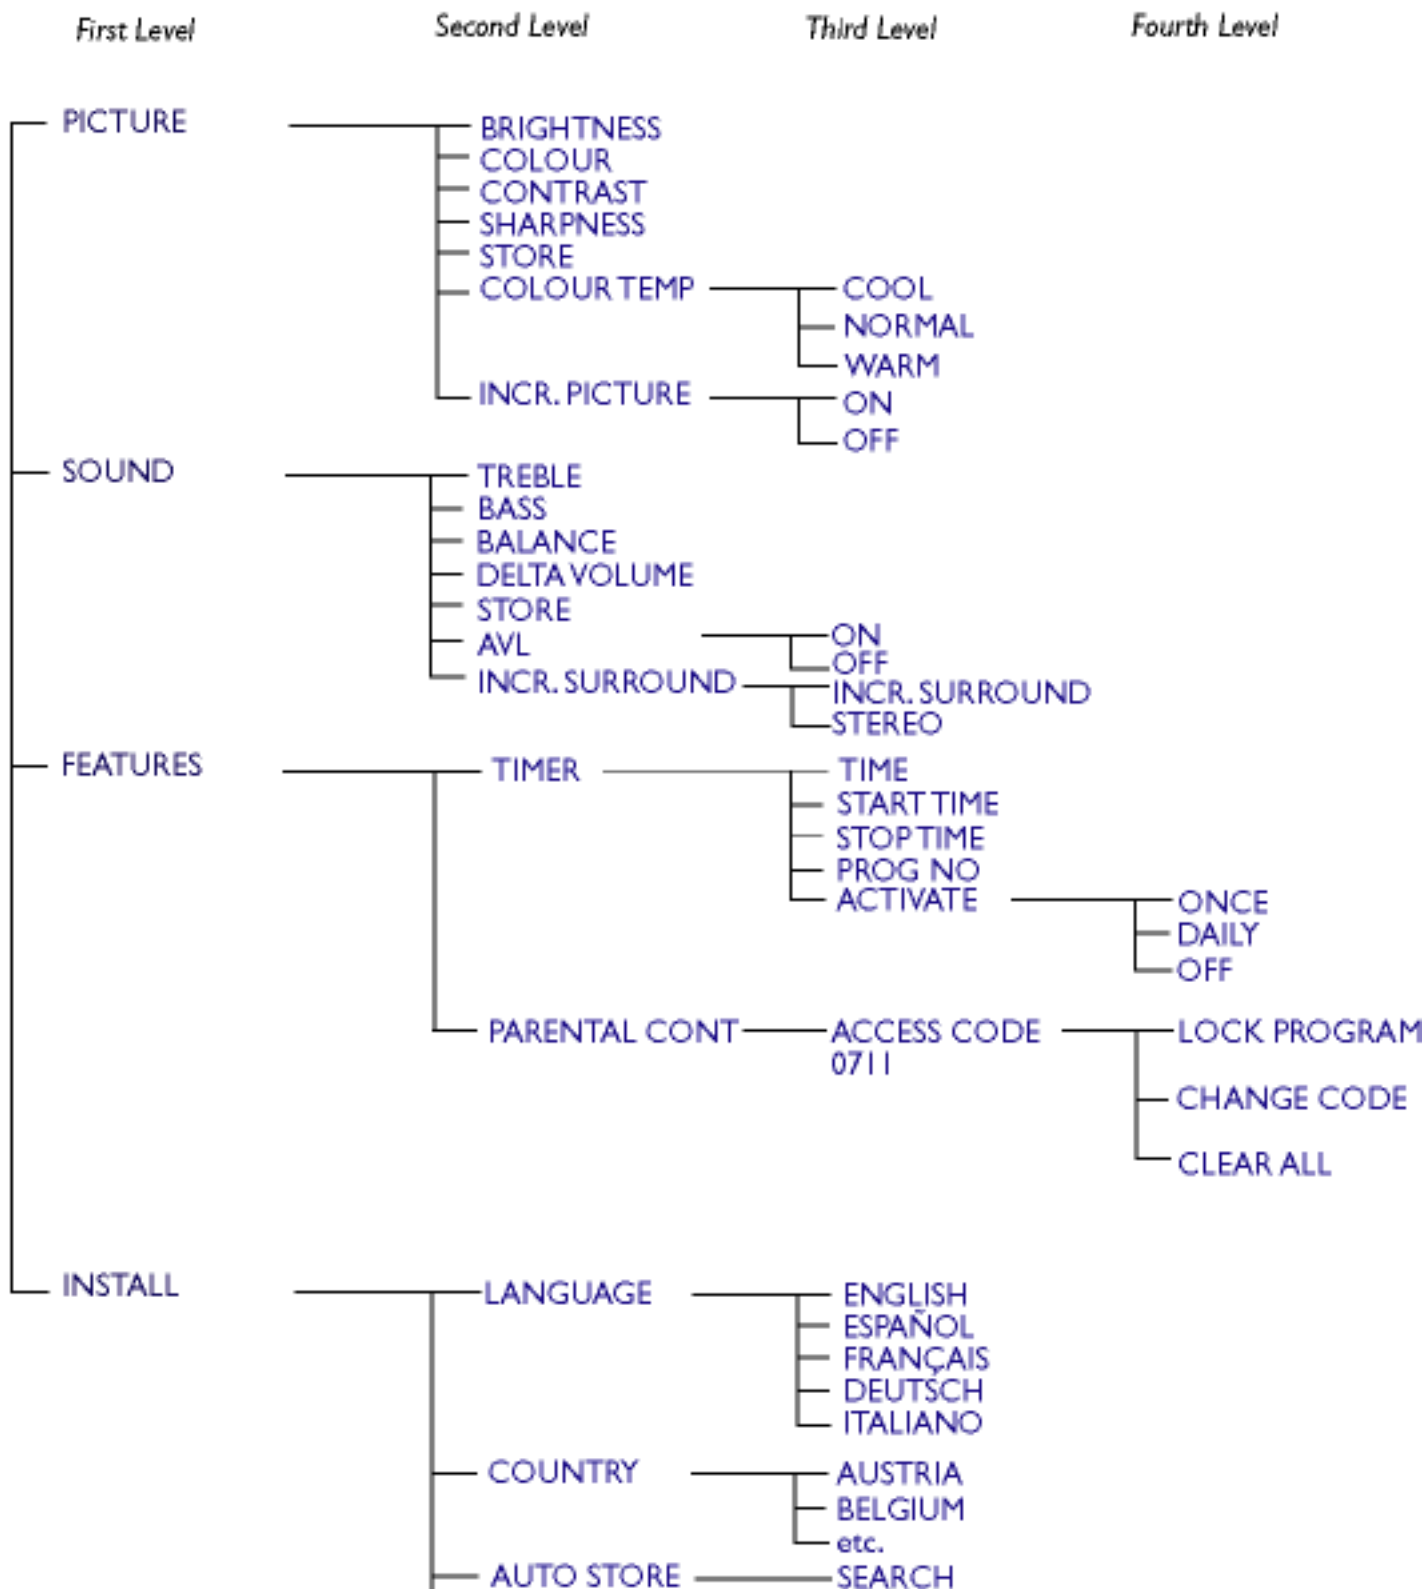 First Level Second Level Third Level Fourth Level
PICTURE BRIGHTNESS
COLOUR
CONTRAST
SHARPNESS
STORE
COLOUR TEMP COOL
NORMAL
WARM
INCR. PICTURE ON
OFF
SOUND TREBLE
BASS
BALANCE
DELTA VOLUME
STORE
AVL ON
OFF
INCR. SURROUND INCR. SURROUND
STEREO
FEATURES TIMER TIME
START TIME
STOP TIME
PROG NO
ACTIVATE ONCE
DAILY
OFF
PARENTAL CONT ACCESS CODE LOCK PROGRAM
0711
CHANGE CODE
CLEAR ALL
INSTALL LANGUAGE ENGLISH
ESPAÑOL
FRANÇAIS
DEUTSCH
ITALIANO
COUNTRY AUSTRIA
BELGIUM
etc.
AUTO STORE SEARCH